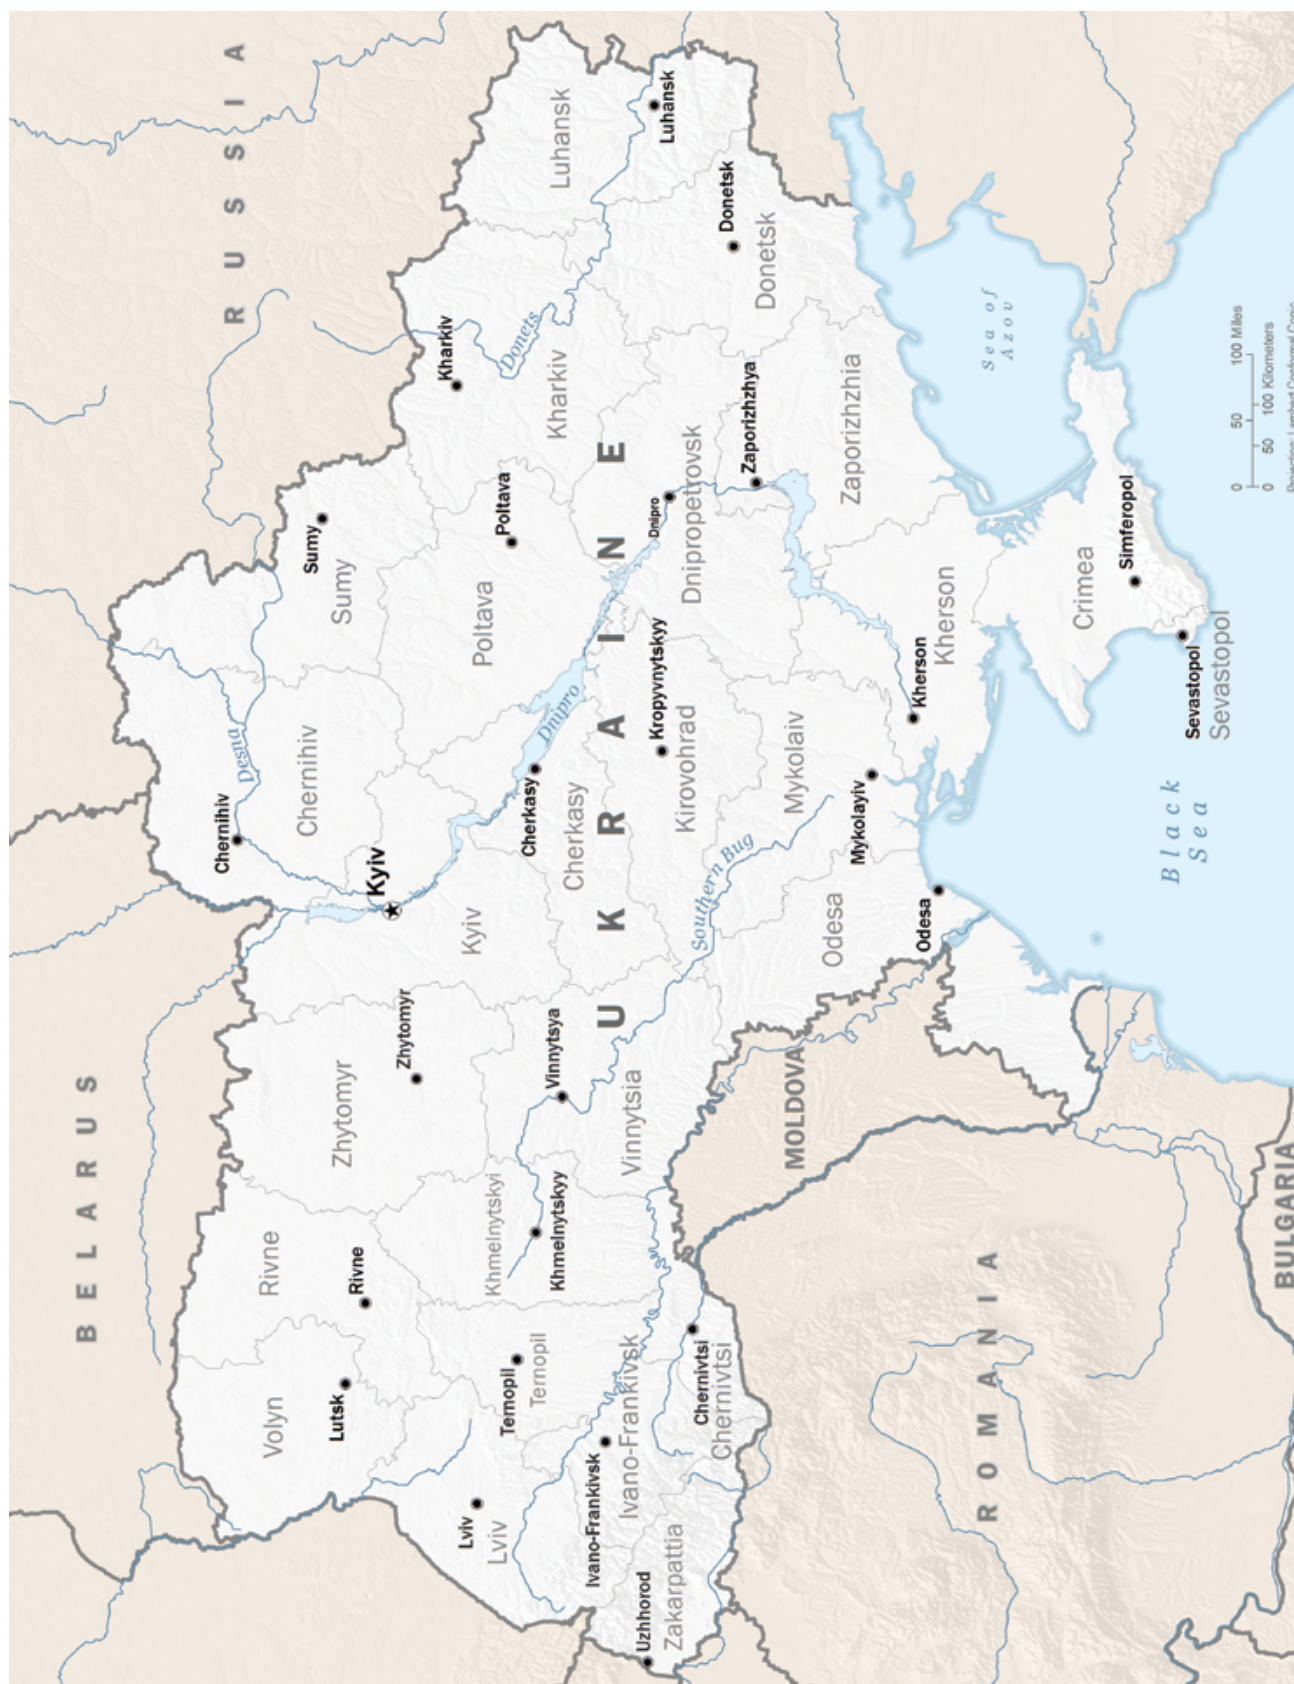 RUSSIA
BELARUS
UKRAINE
MOLDOVA
ROMANIA
BULGARIA
Black
Sea
Sea of
Azov
Desna
Dnipro
Donets
Southern Bug
Volyn
Lutsk
Rivne
Rivne
Zhytomyr
Zhytomyr
Kyiv
Kyiv
Chernihiv
Chernihiv
Sumy
Sumy
Lviv
Lviv
Ternopil
Ternopil
Khmelnytskyi
Khmelnytskyy
Vinnytsya
Vinnytsia
Cherkasy
Cherkasy
Poltava
Poltava
Kharkiv
Kharkiv
Luhansk
Luhansk
Uzhhorod
Zakarpattia
Ivano-Frankivsk
Ivano-Frankivsk
Chernivtsi
Chernivtsi
Kropyvnytskyy
Kirovohrad
Dnipro
Dnipropetrovsk
Donetsk
Donetsk
Zaporizhzhya
Zaporizhzhia
Odesa
Odesa
Mykolaiv
Mykolayiv
Kherson
Kherson
Crimea
Simferopol
Sevastopol
Sevastopol
0 50 100 Miles
0 50 100 Kilometers
Projection: Lambert Conformal Conic